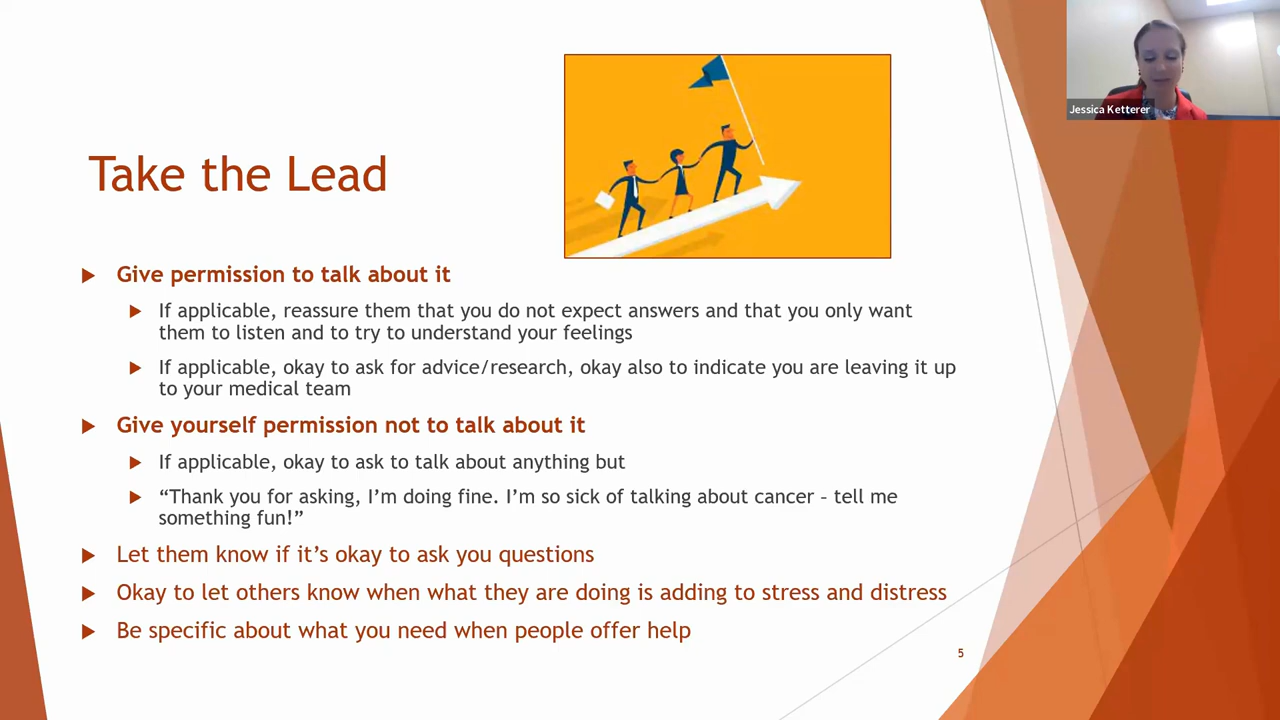 Jessica Ketterer
Take the Lead
Give permission to talk about it
If applicable, reassure them that you do not expect answers and that you only want
them to listen and to try to understand your feelings
If applicable, okay to ask for advice/research, okay also to indicate you are leaving it up
to your medical team
Give yourself permission not to talk about it
If applicable, okay to ask to talk about anything but
“Thank you for asking, I’m doing fine. I’m so sick of talking about cancer – tell me
something fun!”
Let them know if it’s okay to ask you questions
Okay to let others know when what they are doing is adding to stress and distress
Be specific about what you need when people offer help
5